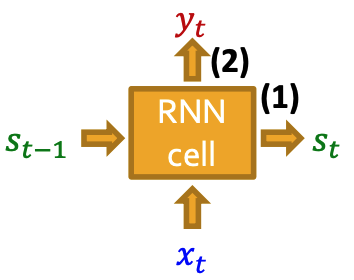 y_t
(2)
(1)
RNN
cell
s_{t-1}
s_t
x_t